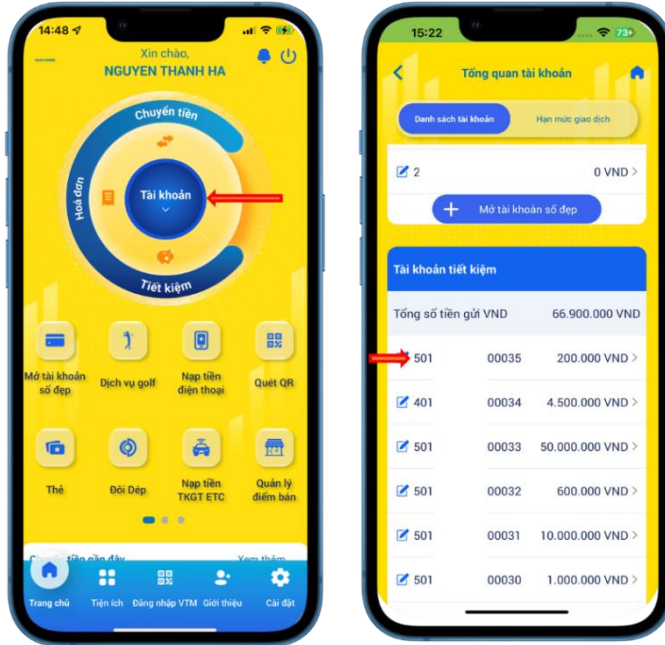 14:48
Xin chào,
NGUYEN THANH HA
Chuyển tiền
Hoá đơn
Tài khoản
Tiết kiệm
Mở tài khoản số đẹp
Dịch vụ golf
Nạp tiền điện thoại
Quét QR
Thẻ
Đôi Dép
Nạp tiền TKGT ETC
Quản lý điểm bán
Chuyển tiền gần đây
Xem thêm
Trang chủ
Tiện ích
Đăng nhập VTM
Giới thiệu
Cài đặt
15:22
73
Tổng quan tài khoản
Danh sách tài khoản
Hạn mức giao dịch
2 0 VND >
+ Mở tài khoản số đẹp
Tài khoản tiết kiệm
Tổng số tiền gửi VND 66.900.000 VND
501 00035 200.000 VND >
401 00034 4.500.000 VND >
501 00033 50.000.000 VND >
501 00032 600.000 VND >
501 00031 10.000.000 VND >
501 00030 1.000.000 VND >